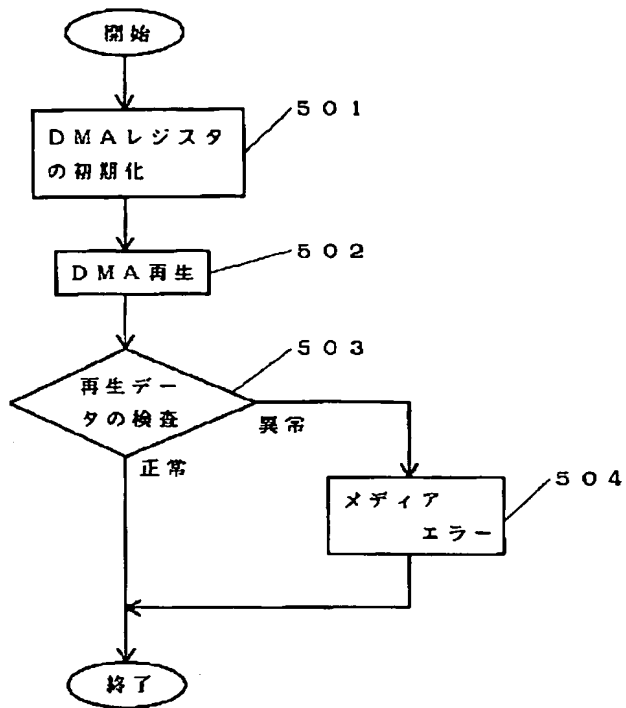 開始
501
DMAレジスタ
の初期化
502
DMA再生
503
再生デー
タの検査
異常
正常
504
メディア
エラー
終了